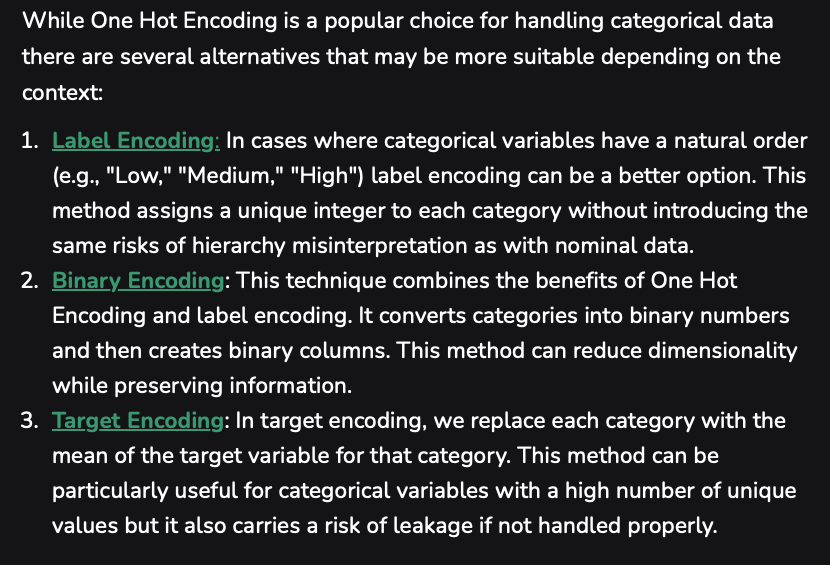 While One Hot Encoding is a popular choice for handling categorical data
there are several alternatives that may be more suitable depending on the
context:
1. Label Encoding: In cases where categorical variables have a natural order
(e.g., "Low," "Medium," "High") label encoding can be a better option. This
method assigns a unique integer to each category without introducing the
same risks of hierarchy misinterpretation as with nominal data.
2. Binary Encoding: This technique combines the benefits of One Hot
Encoding and label encoding. It converts categories into binary numbers
and then creates binary columns. This method can reduce dimensionality
while preserving information.
3. Target Encoding: In target encoding, we replace each category with the
mean of the target variable for that category. This method can be
particularly useful for categorical variables with a high number of unique
values but it also carries a risk of leakage if not handled properly.